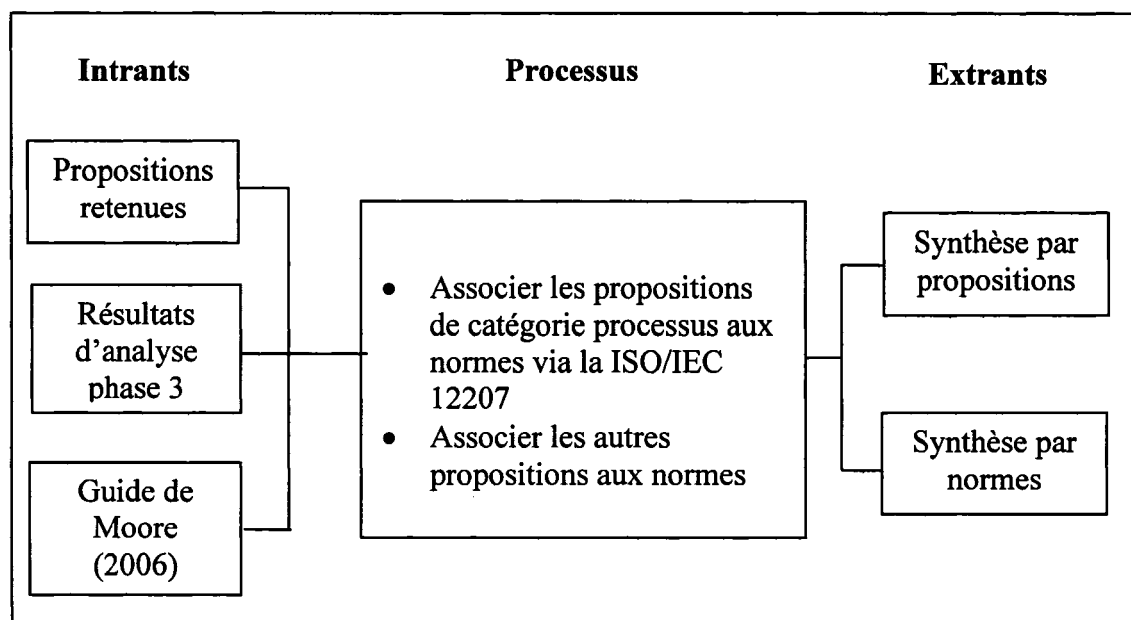 Intrants
Processus
Extrants
Propositions
retenues
Résultats
d'analyse
phase 3
Guide de
Moore
(2006)
• Associer les propositions
de catégorie processus aux
normes via la ISO/IEC
12207
• Associer les autres
propositions aux normes
Synthèse par
propositions
Synthèse par
normes